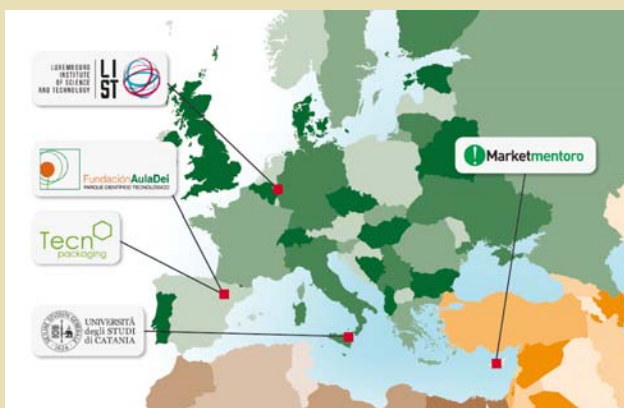 LUXEMBOURG
INSTITUTE
OF SCIENCE
AND TECHNOLOGY
LI
ST
FundaciónAulaDei
PARQUE CIENTÍFICO TECNOLÓGICO
Tecno
packaging
UNIVERSITÀ
degli STUDI
di CATANIA
Marketmentoro